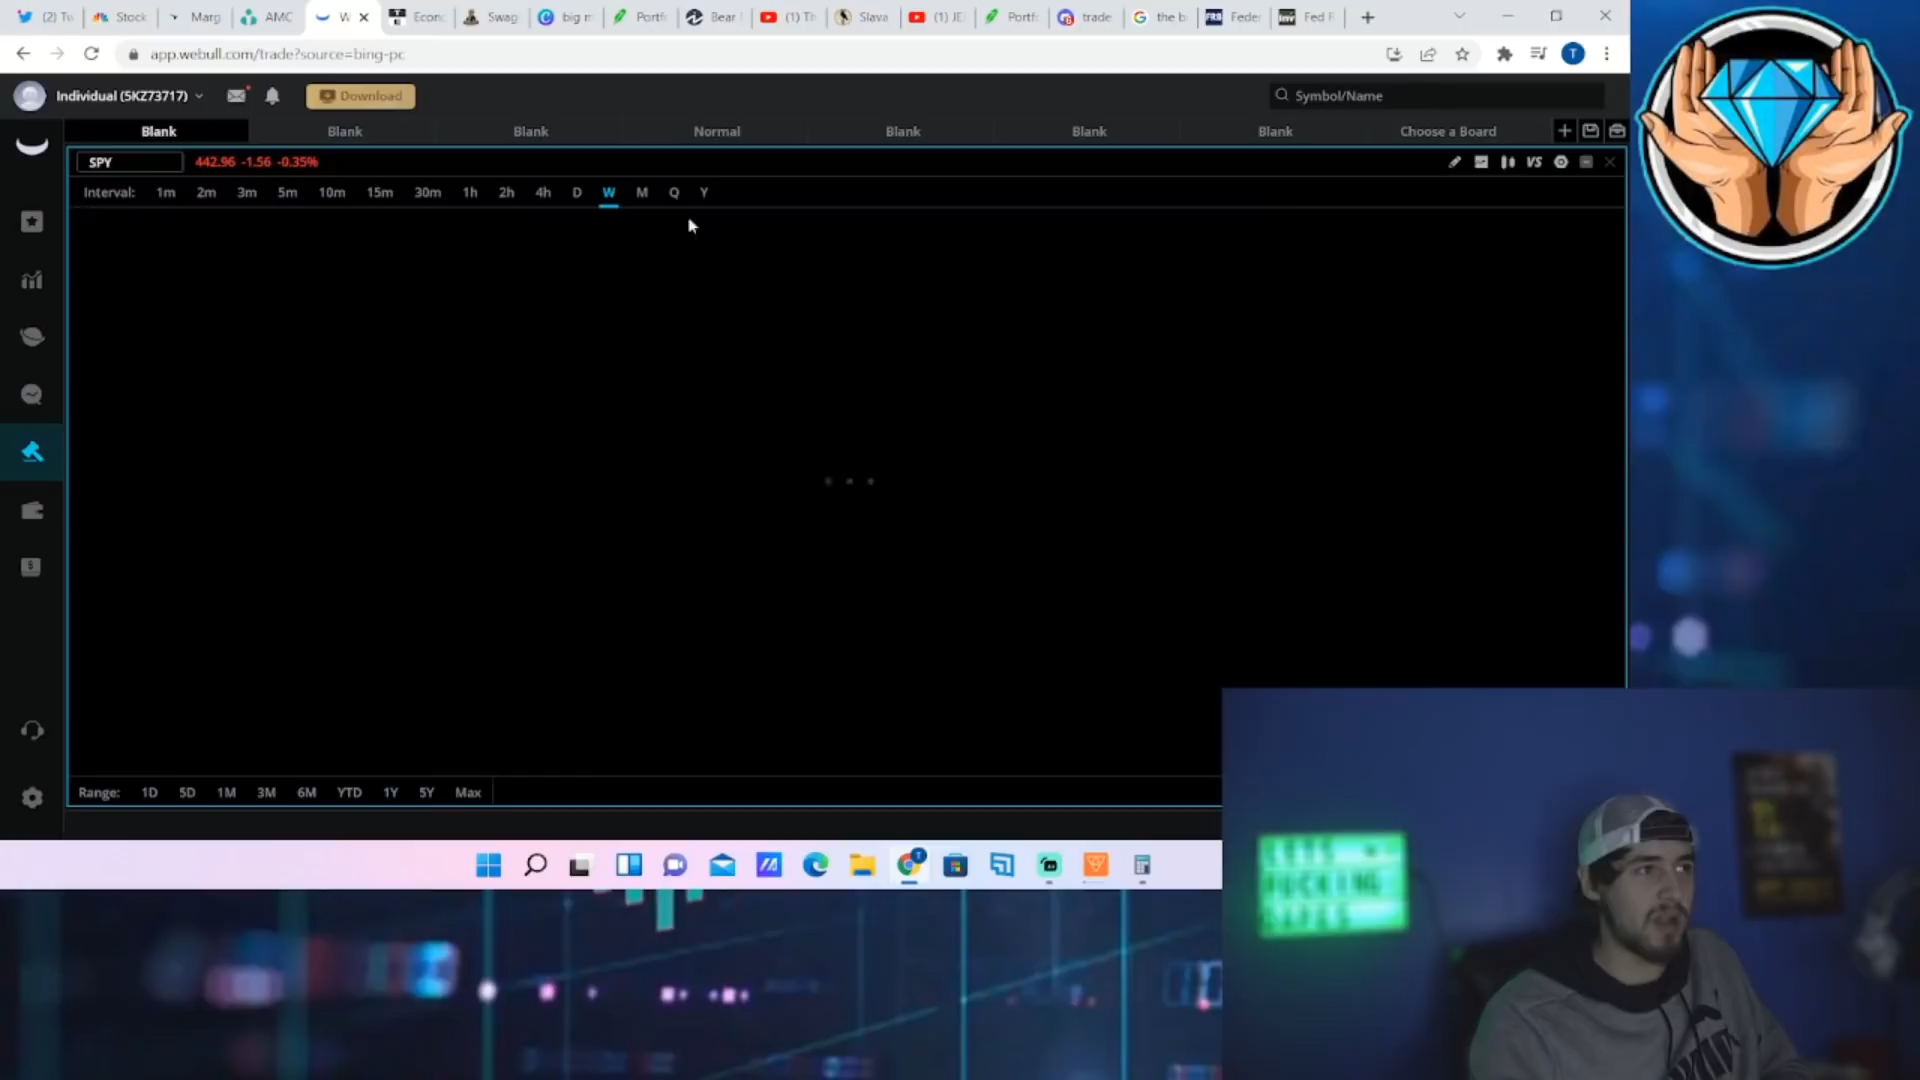 (2) Tw
Stock
Marg
AMC
W
Econ
Swag
big m
Portf
Bear
(1) Th
Slava
(1) JE
Portf
trade
the b
Feder
Fed R
app.webull.com/trade?source=bing-pc
T
Individual (5KZ73717)
Download
Symbol/Name
Blank
Blank
Blank
Normal
Blank
Blank
Blank
Choose a Board
SPY
442.96 -1.56 -0.35%
VS
Interval: 1m 2m 3m 5m 10m 15m 30m 1h 2h 4h D W M Q Y
Range: 1D 5D 1M 3M 6M YTD 1Y 5Y Max
LETS
FUCKING